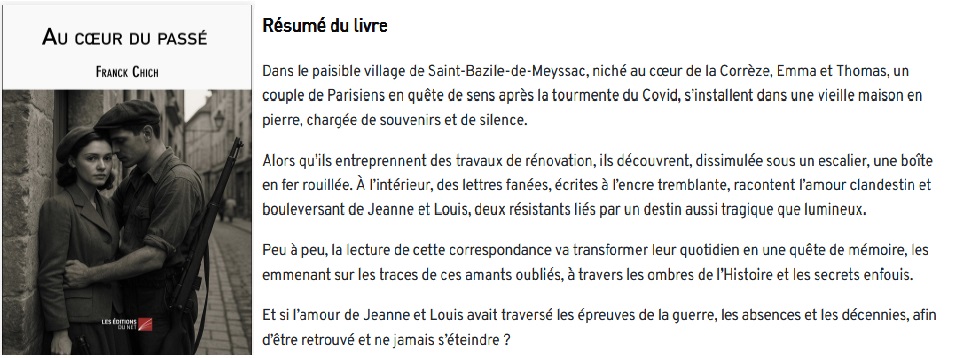 AU CŒUR DU PASSÉ
FRANCK CHICH
LES ÉDITIONS
DU NET
Résumé du livre
Dans le paisible village de Saint-Bazile-de-Meyssac, niché au cœur de la Corrèze, Emma et Thomas, un
couple de Parisiens en quête de sens après la tourmente du Covid, s'installent dans une vieille maison en
pierre, chargée de souvenirs et de silence.
Alors qu'ils entreprennent des travaux de rénovation, ils découvrent, dissimulée sous un escalier, une boîte
en fer rouillée. À l'intérieur, des lettres fanées, écrites à l'encre tremblante, racontent l'amour clandestin et
bouleversant de Jeanne et Louis, deux résistants liés par un destin aussi tragique que lumineux.
Peu à peu, la lecture de cette correspondance va transformer leur quotidien en une quête de mémoire, les
emmenant sur les traces de ces amants oubliés, à travers les ombres de l'Histoire et les secrets enfouis.
Et si l'amour de Jeanne et Louis avait traversé les épreuves de la guerre, les absences et les décennies, afin
d'être retrouvé et ne jamais s'éteindre ?